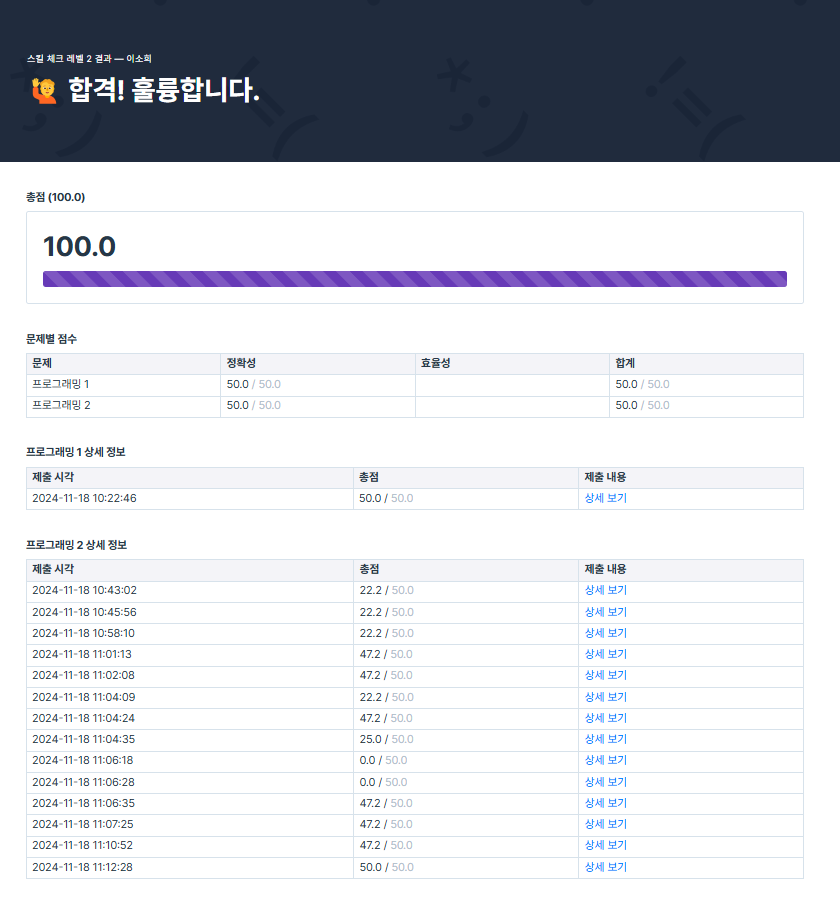 스킬 체크 레벨 2 결과 — 이소희
🙋 합격! 훌륭합니다.
총점 (100.0)
100.0
문제별 점수
문제 정확성 효율성 합계
프로그래밍 1 50.0 / 50.0 50.0 / 50.0
프로그래밍 2 50.0 / 50.0 50.0 / 50.0
프로그래밍 1 상세 정보
제출 시각 총점 제출 내용
2024-11-18 10:22:46 50.0 / 50.0 상세 보기
프로그래밍 2 상세 정보
제출 시각 총점 제출 내용
2024-11-18 10:43:02 22.2 / 50.0 상세 보기
2024-11-18 10:45:56 22.2 / 50.0 상세 보기
2024-11-18 10:58:10 22.2 / 50.0 상세 보기
2024-11-18 11:01:13 47.2 / 50.0 상세 보기
2024-11-18 11:02:08 47.2 / 50.0 상세 보기
2024-11-18 11:04:09 22.2 / 50.0 상세 보기
2024-11-18 11:04:24 47.2 / 50.0 상세 보기
2024-11-18 11:04:35 25.0 / 50.0 상세 보기
2024-11-18 11:06:18 0.0 / 50.0 상세 보기
2024-11-18 11:06:28 0.0 / 50.0 상세 보기
2024-11-18 11:06:35 47.2 / 50.0 상세 보기
2024-11-18 11:07:25 47.2 / 50.0 상세 보기
2024-11-18 11:10:52 47.2 / 50.0 상세 보기
2024-11-18 11:12:28 50.0 / 50.0 상세 보기